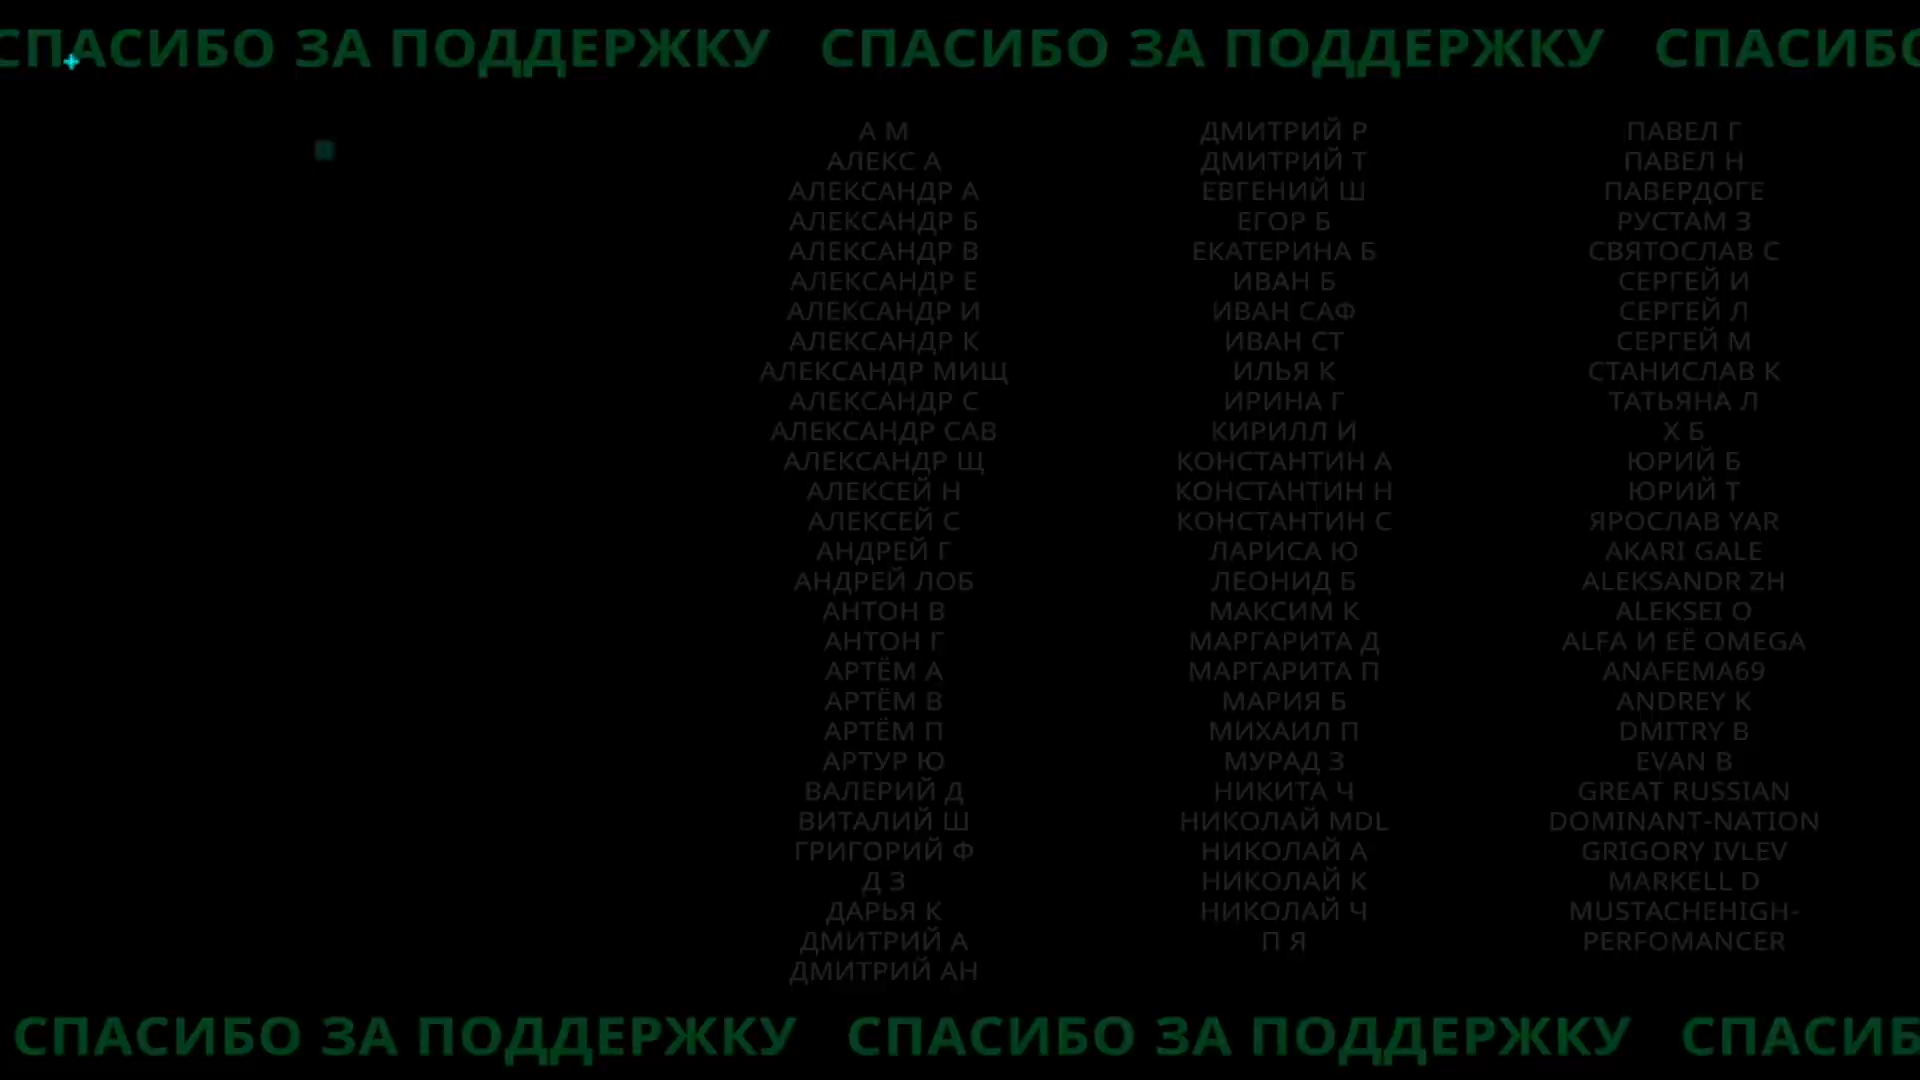 СПАСИБО ЗА ПОДДЕРЖКУ СПАСИБО ЗА ПОДДЕРЖКУ СПАСИБО
А М
АЛЕКС А
АЛЕКСАНДР А
АЛЕКСАНДР Б
АЛЕКСАНДР В
АЛЕКСАНДР Е
АЛЕКСАНДР И
АЛЕКСАНДР К
АЛЕКСАНДР МИЩ
АЛЕКСАНДР С
АЛЕКСАНДР САВ
АЛЕКСАНДР Щ
АЛЕКСЕЙ Н
АЛЕКСЕЙ С
АНДРЕЙ Г
АНДРЕЙ ЛОБ
АНТОН В
АНТОН Г
АРТЁМ А
АРТЁМ В
АРТЁМ П
АРТУР Ю
ВАЛЕРИЙ Д
ВИТАЛИЙ Ш
ГРИГОРИЙ Ф
Д З
ДАРЬЯ К
ДМИТРИЙ А
ДМИТРИЙ АН
ДМИТРИЙ Р
ДМИТРИЙ Т
ЕВГЕНИЙ Ш
ЕГОР Б
ЕКАТЕРИНА Б
ИВАН Б
ИВАН САФ
ИВАН СТ
ИЛЬЯ К
ИРИНА Г
КИРИЛЛ И
КОНСТАНТИН А
КОНСТАНТИН Н
КОНСТАНТИН С
ЛАРИСА Ю
ЛЕОНИД Б
МАКСИМ К
МАРГАРИТА Д
МАРГАРИТА П
МАРИЯ Б
МИХАИЛ П
МУРАД З
НИКИТА Ч
НИКОЛАЙ MDL
НИКОЛАЙ А
НИКОЛАЙ К
НИКОЛАЙ Ч
П Я
ПАВЕЛ Г
ПАВЕЛ Н
ПАВЕРДОГЕ
РУСТАМ З
СВЯТОСЛАВ С
СЕРГЕЙ И
СЕРГЕЙ Л
СЕРГЕЙ М
СТАНИСЛАВ К
ТАТЬЯНА Л
Х Б
ЮРИЙ Б
ЮРИЙ Т
ЯРОСЛАВ YAR
AKARI GALE
ALEKSANDR ZH
ALEKSEI O
ALFA И ЕЁ OMEGA
ANAFEMA69
ANDREY K
DMITRY B
EVAN B
GREAT RUSSIAN
DOMINANT-NATION
GRIGORY IVLEV
MARKELL D
MUSTACHEHIGH-
PERFOMANCER
СПАСИБО ЗА ПОДДЕРЖКУ СПАСИБО ЗА ПОДДЕРЖКУ СПАСИБ